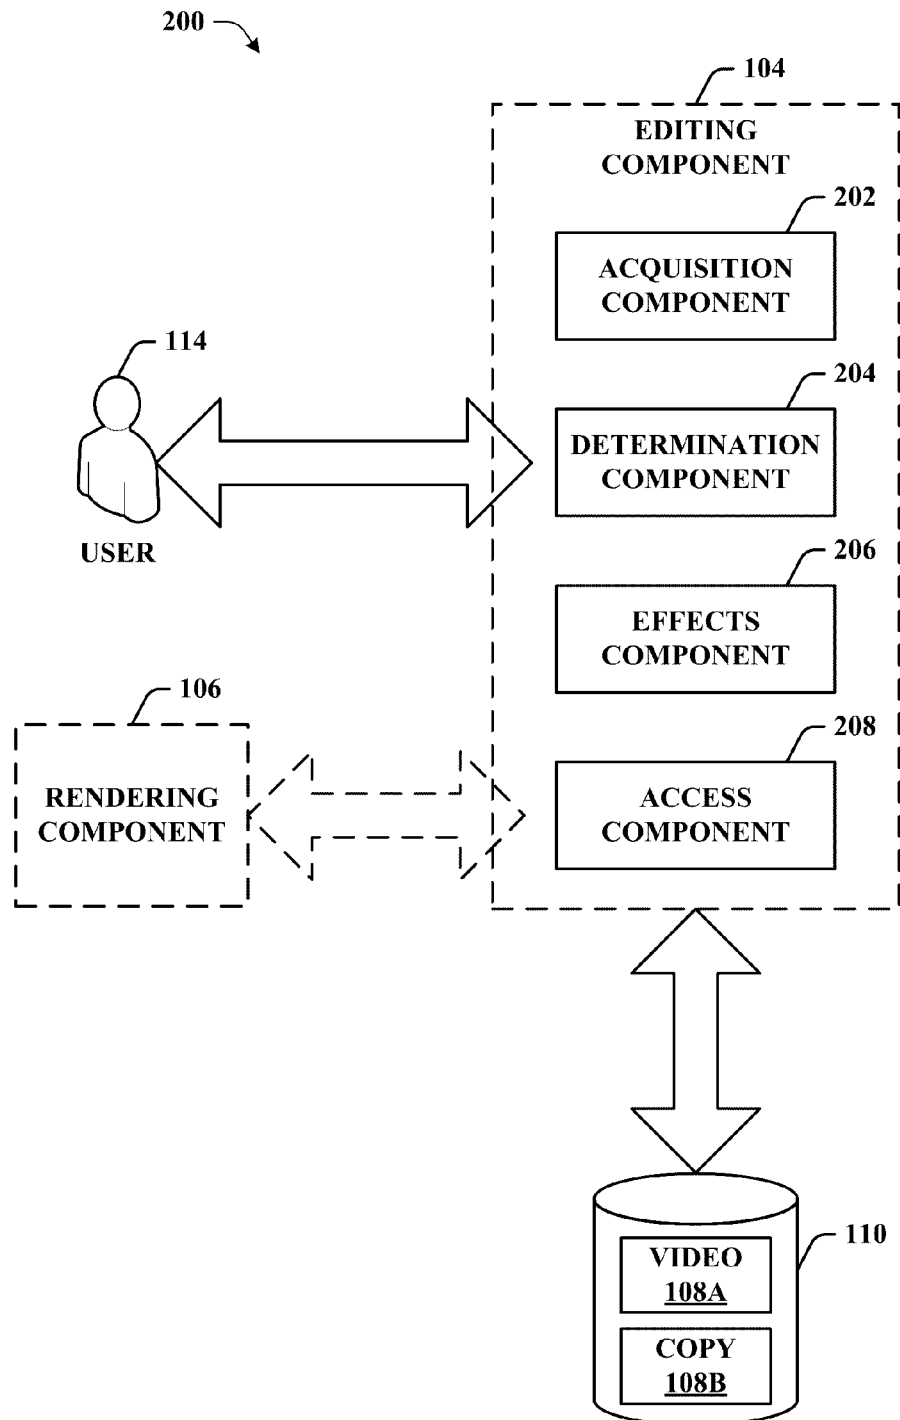 200
104
EDITING
COMPONENT
202
ACQUISITION
COMPONENT
114
204
DETERMINATION
COMPONENT
USER
206
EFFECTS
COMPONENT
106
208
RENDERING
COMPONENT
ACCESS
COMPONENT
110
VIDEO
108A
COPY
108B